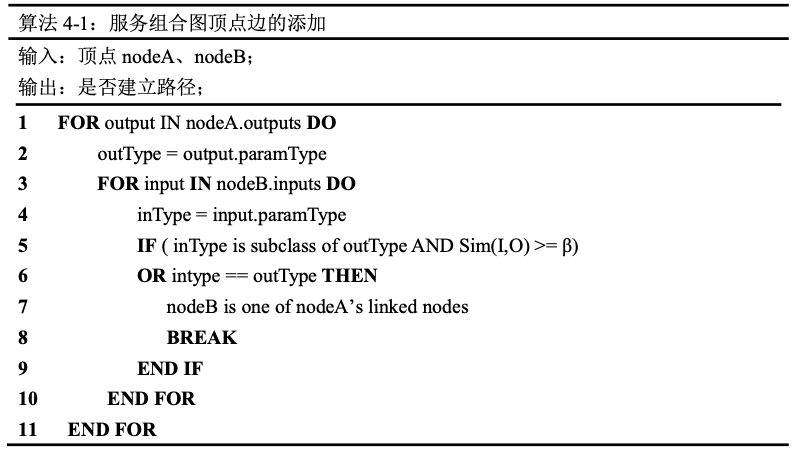 算法 4-1：服务组合图顶点边的添加
输入：顶点 nodeA、nodeB；
输出：是否建立路径；
1 FOR output IN nodeA.outputs DO
2 outType = output.paramType
3 FOR input IN nodeB.inputs DO
4 inType = input.paramType
5 IF ( inType is subclass of outType AND Sim(I,O) >= β)
6 OR intype == outType THEN
7 nodeB is one of nodeA’s linked nodes
8 BREAK
9 END IF
10 END FOR
11 END FOR